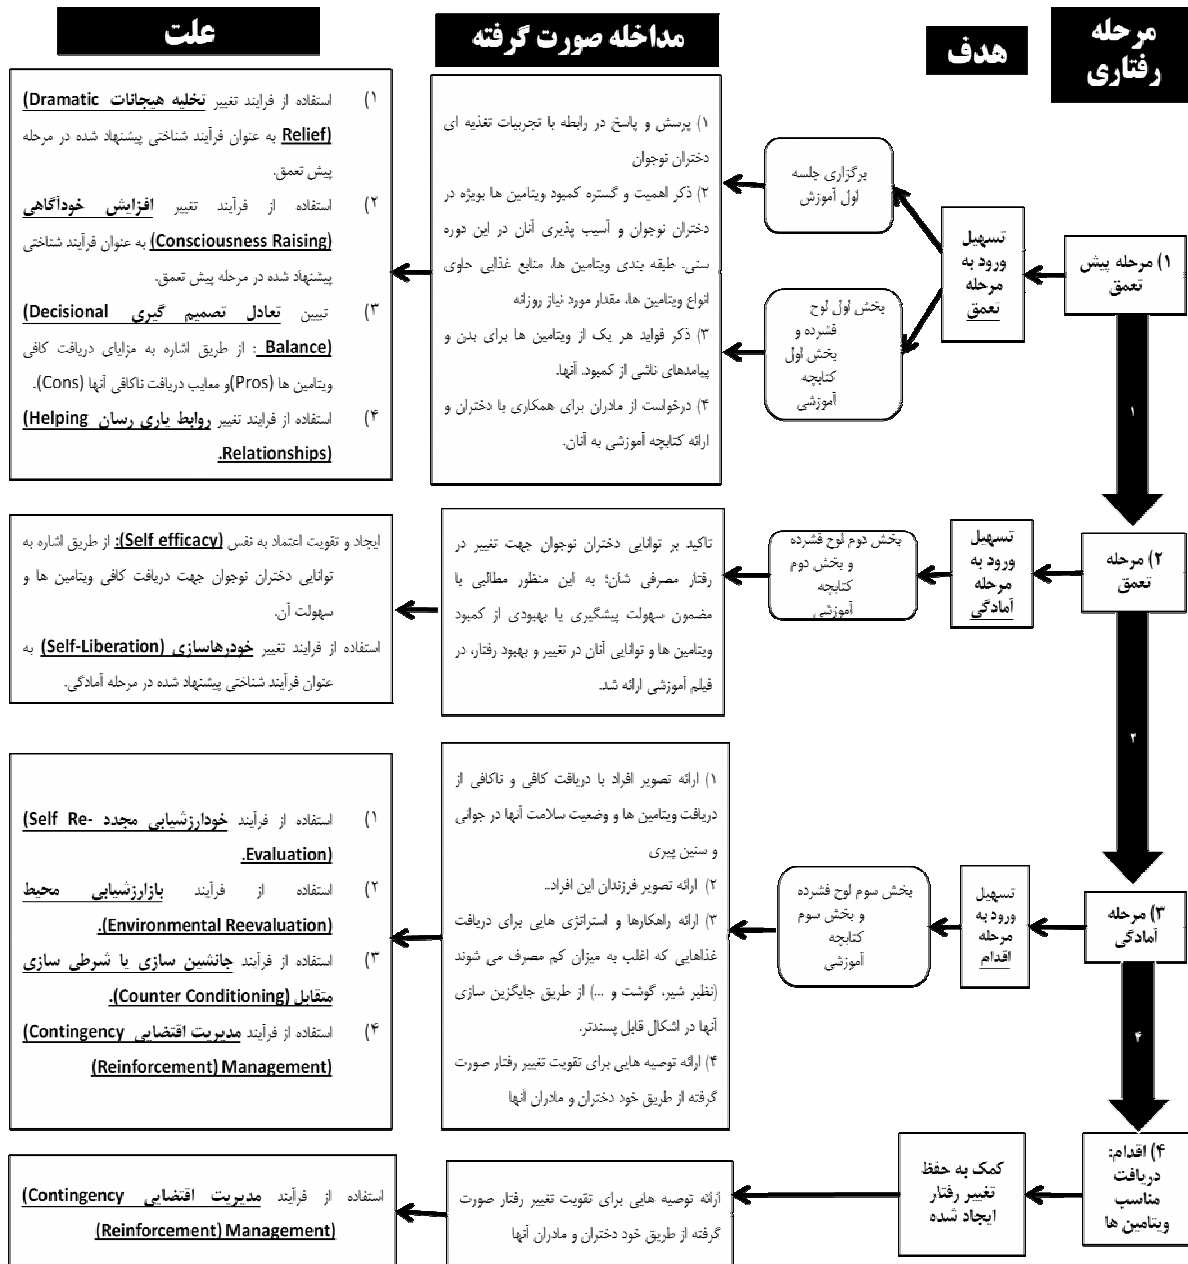 مرحله
رفتاری
هدف
مداخله صورت گرفته
علت
۱) مرحله پیش
تعمق
تسهیل
ورود به
مرحله
تعمق
برگزاری جلسه
اول آموزش
بخش اول لوح
فشرده و
بخش اول
کتابچه
آموزشی
۱) پرسش و پاسخ در رابطه با تجربیات تغذیه ای
دختران نوجوان
۲) ذکر اهمیت و گستره کمبود ویتامین ها بویژه در
دختران نوجوان و آسیب پذیری آنان در این دوره
سنی. طبقه بندی ویتامین ها، منابع غذایی حاوی
انواع ویتامین ها، مقدار مورد نیاز روزانه
۳) ذکر فواید هر یک از ویتامین ها برای بدن و
پیامدهای ناشی از کمبود. آنها.
۴) درخواست از مادران برای همکاری با دختران و
ارائه کتابچه آموزشی به آنان.
۱) استفاده از فرایند تغییر تخلیه هیجانات (Dramatic
Relief) به عنوان فرآیند شناختی پیشنهاد شده در مرحله
پیش تعمق.
۲) استفاده از فرآیند تغییر افزایش خودآگاهی
(Consciousness Raising) به عنوان فرآیند شناختی
پیشنهاد شده در مرحله پیش تعمق.
۳) تبیین تعادل تصمیم گیری (Decisional
Balance) : از طریق اشاره به مزایای دریافت کافی
ویتامین ها (Pros)و معایب دریافت ناکافی آنها (Cons).
۴) استفاده از فرایند تغییر روابط یاری رسان (Helping
Relationships).
۱
۲) مرحله
تعمق
تسهیل
ورود به
مرحله
آمادگی
بخش دوم لوح فشرده
و بخش دوم
کتابچه
آموزشی
تاکید بر توانایی دختران نوجوان جهت تغییر در
رفتار مصرفی شان؛ به این منظور مطالبی با
مضمون سهولت پیشگیری یا بهبودی از کمبود
ویتامین ها و توانایی آنان در تغییر و بهبود رفتار، در
فیلم آموزشی ارائه شد.
ایجاد و تقویت اعتماد به نفس (Self efficacy): از طریق اشاره به
توانایی دختران نوجوان جهت دریافت کافی ویتامین ها و
سهولت آن.
استفاده از فرایند تغییر خودرهاسازی (Self-Liberation) به
عنوان فرآیند شناختی پیشنهاد شده در مرحله آمادگی.
۳) مرحله
آمادگی
تسهیل
ورود به
مرحله
اقدام
بخش سوم لوح فشرده
و بخش سوم
کتابچه
آموزشی
۱) ارائه تصویر افراد با دریافت کافی و ناکافی از
دریافت ویتامین ها و وضعیت سلامت آنها در جوانی
و سنین پیری
۲) ارائه تصویر فرزندان این افراد..
۳) ارائه راهکارها و استراتژی هایی برای دریافت
غذاهایی که اغلب به میزان کم مصرف می شوند
(نظیر شیر، گوشت و ...) از طریق جایگزین سازی
آنها در اشکال قابل پسندتر.
۴) ارائه توصیه هایی برای تقویت تغییر رفتار صورت
گرفته از طریق خود دختران و مادران آنها
۱) استفاده از فرآیند خودارزشیابی مجدد (Self Re-
Evaluation).
۲) استفاده از فرآیند بازارزشیابی محیط
(Environmental Reevaluation).
۳) استفاده از فرآیند جانشین سازی یا شرطی سازی
متقابل (Counter Conditioning).
۴) استفاده از فرآیند مدیریت اقتضایی (Contingency
(Reinforcement) Management)
۴
۴) اقدام:
دریافت
مناسب
ویتامین ها
کمک به حفظ
تغییر رفتار
ایجاد شده
ارائه توصیه هایی برای تقویت تغییر رفتار صورت
گرفته از طریق خود دختران و مادران آنها
استفاده از فرآیند مدیریت اقتضایی (Contingency
(Reinforcement) Management)